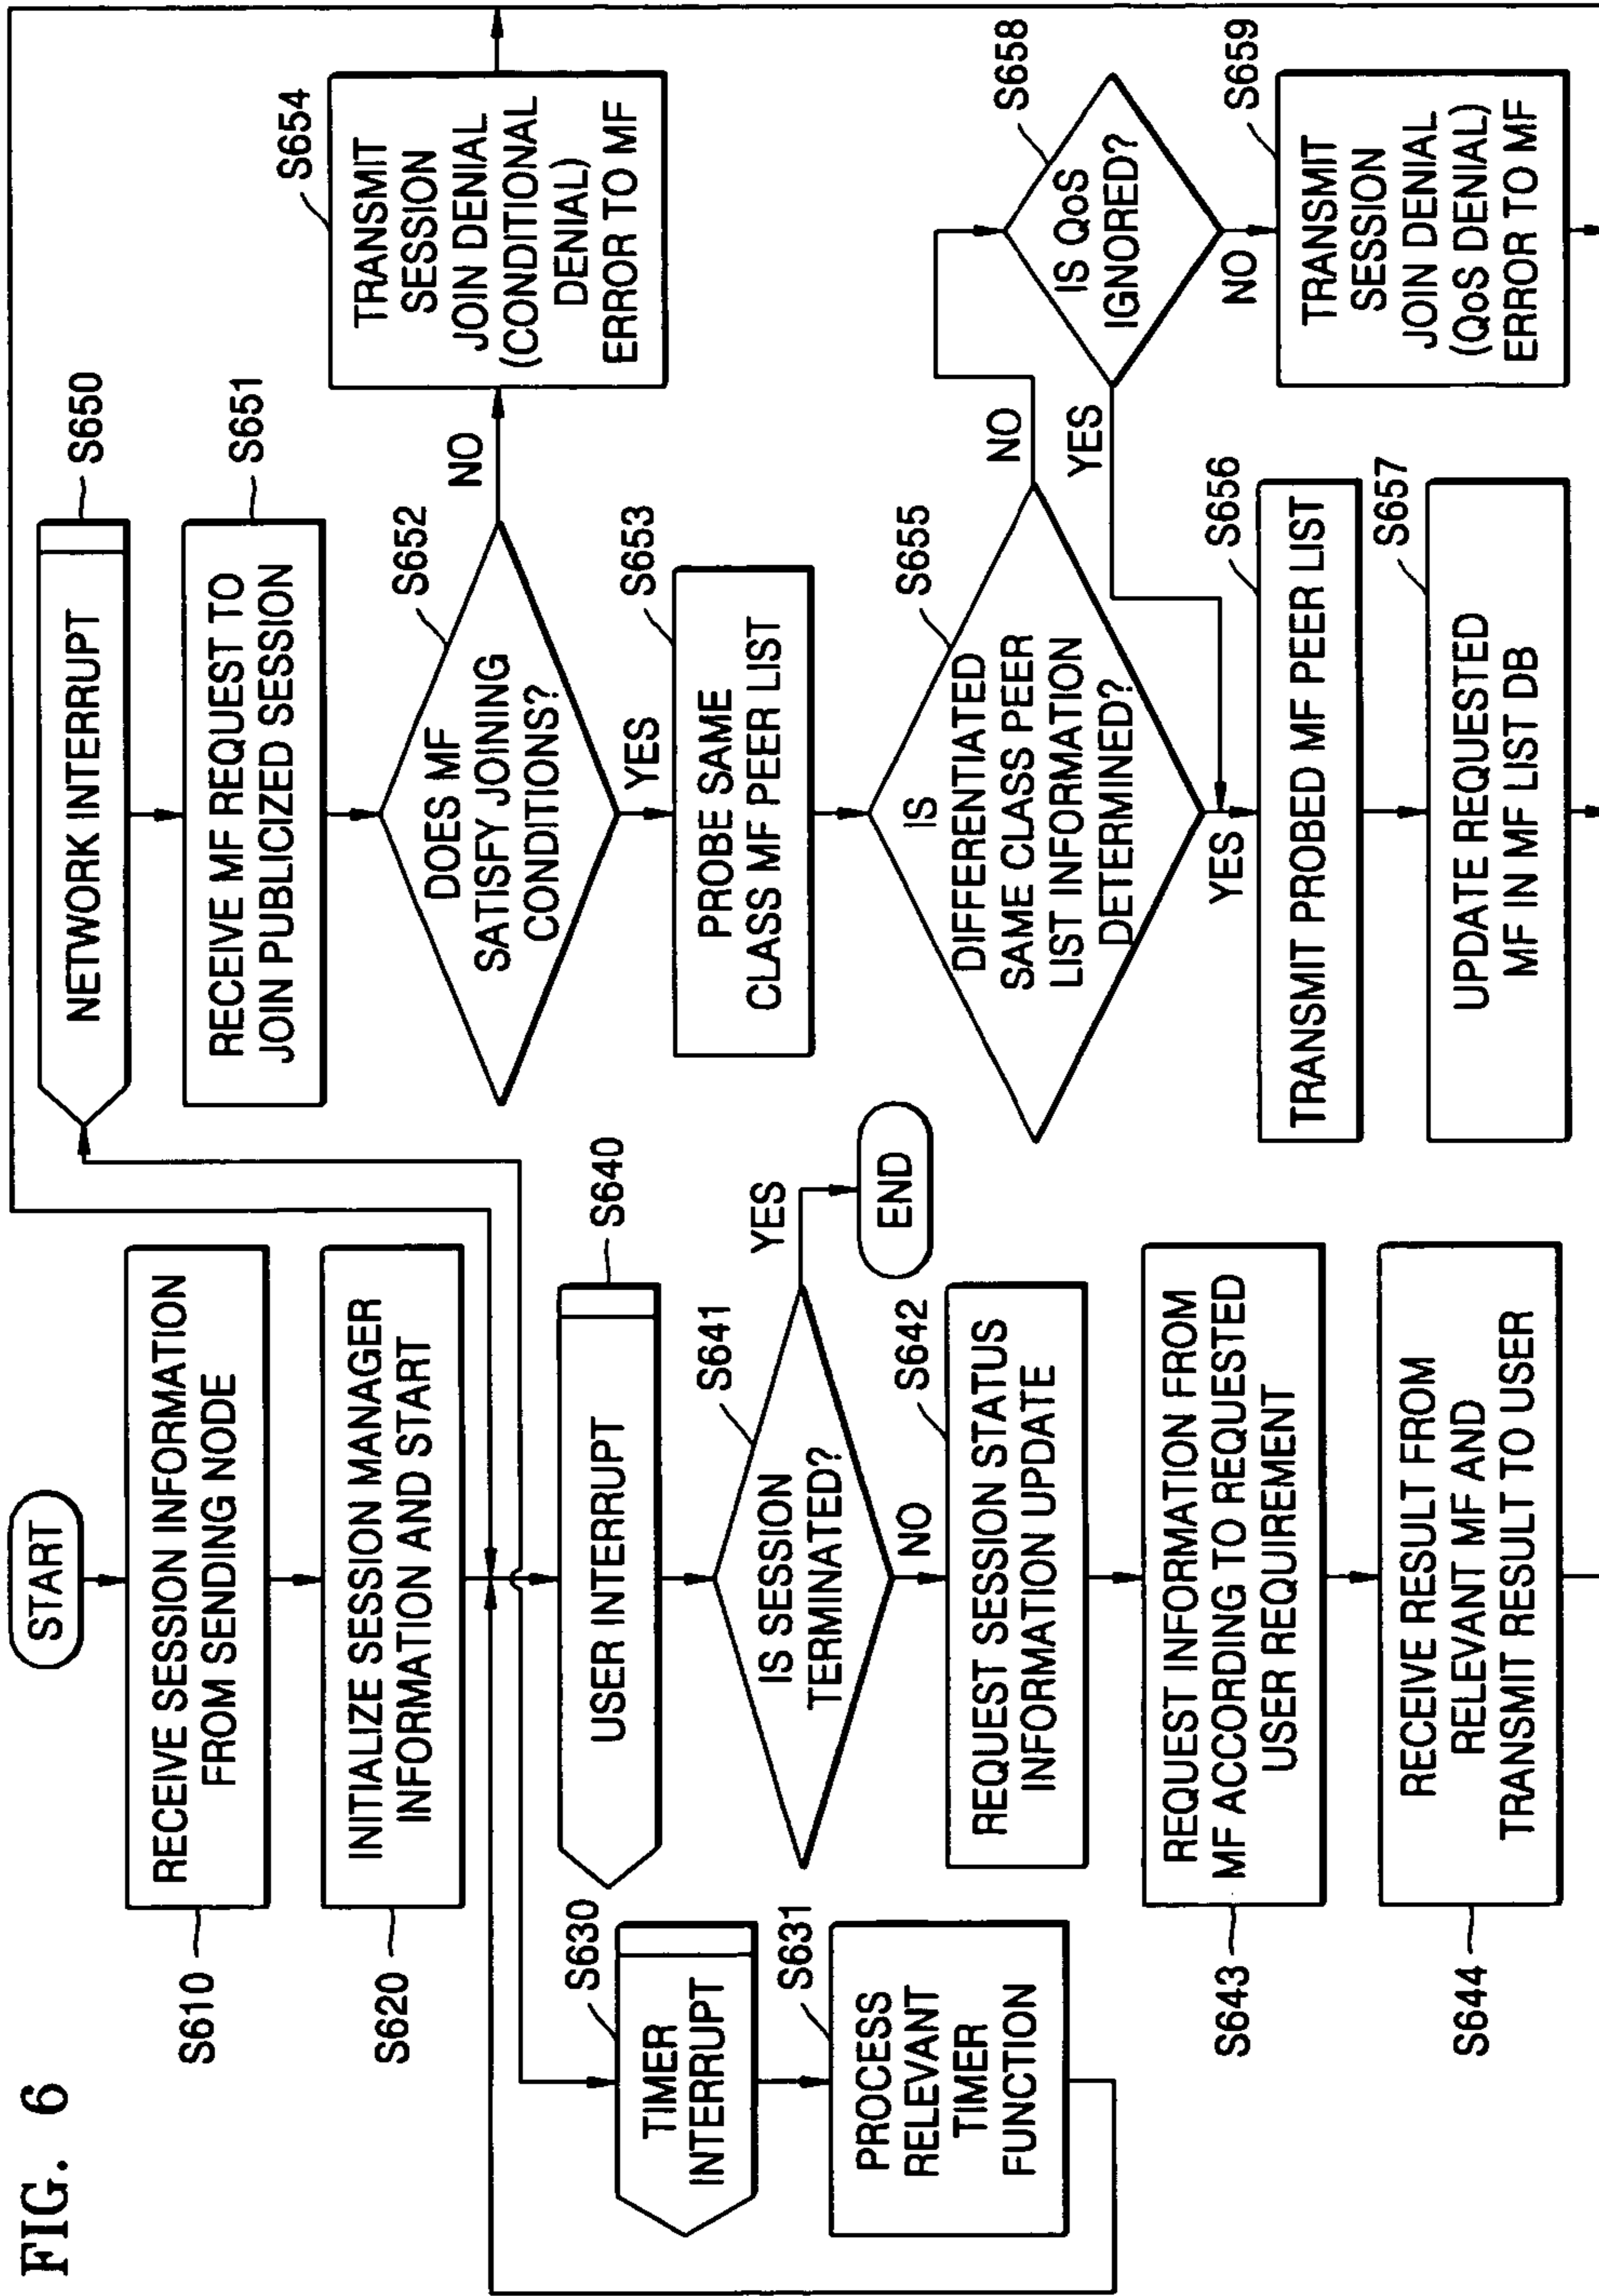 FIG. 6
START
RECEIVE SESSION INFORMATION
FROM SENDING NODE
S610
INITIALIZE SESSION MANAGER
INFORMATION AND START
S620
TIMER
INTERRUPT
S630
PROCESS
RELEVANT
TIMER
FUNCTION
S631
USER INTERRUPT
S640
IS SESSION
TERMINATED?
S641
YES
END
NO
REQUEST SESSION STATUS
INFORMATION UPDATE
S642
REQUEST INFORMATION FROM
MF ACCORDING TO REQUESTED
USER REQUIREMENT
S643
RECEIVE RESULT FROM
RELEVANT MF AND
TRANSMIT RESULT TO USER
S644
NETWORK INTERRUPT
S650
RECEIVE MF REQUEST TO
JOIN PUBLICIZED SESSION
S651
DOES MF
SATISFY JOINING
CONDITIONS?
S652
NO
YES
TRANSMIT
SESSION
JOIN DENIAL
(CONDITIONAL
DENIAL)
ERROR TO MF
S654
PROBE SAME
CLASS MF PEER LIST
S653
IS
DIFFERENTIATED
SAME CLASS PEER
LIST INFORMATION
DETERMINED?
S655
NO
YES
IS QoS
IGNORED?
S658
YES
NO
TRANSMIT
SESSION
JOIN DENIAL
(QoS DENIAL)
ERROR TO MF
S659
TRANSMIT PROBED MF PEER LIST
S656
UPDATE REQUESTED
MF IN MF LIST DB
S657